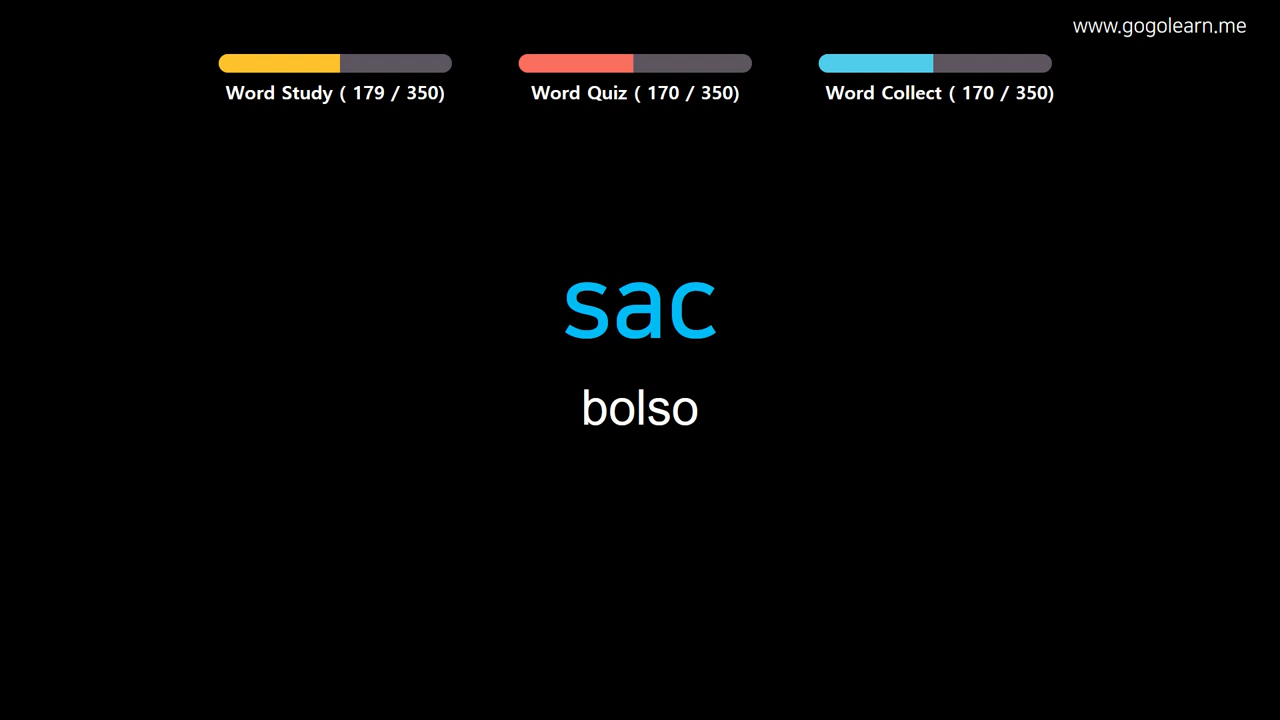 www.gogolearn.me
Word Study ( 179 / 350)
Word Quiz ( 170 / 350)
Word Collect ( 170 / 350)
sac
bolso